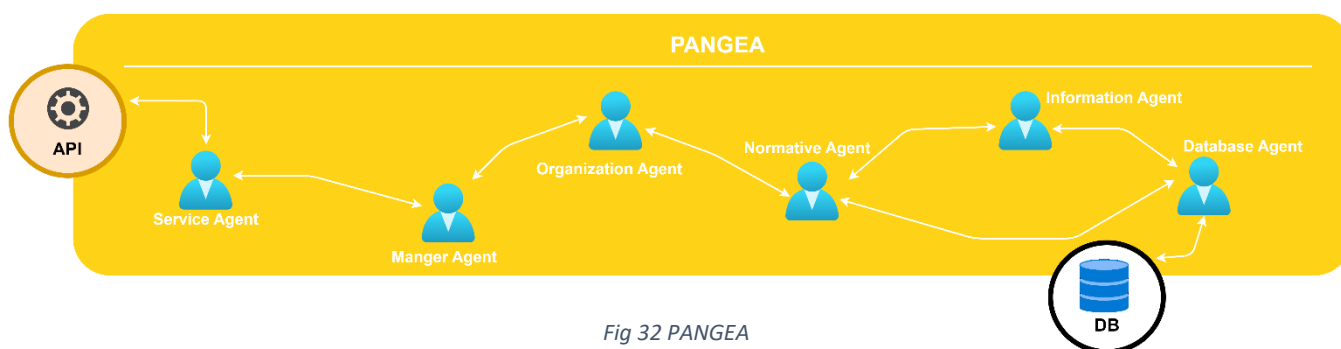 PANGEA
API
Service Agent
Manger Agent
Organization Agent
Normative Agent
Information Agent
Database Agent
DB
Fig 32 PANGEA